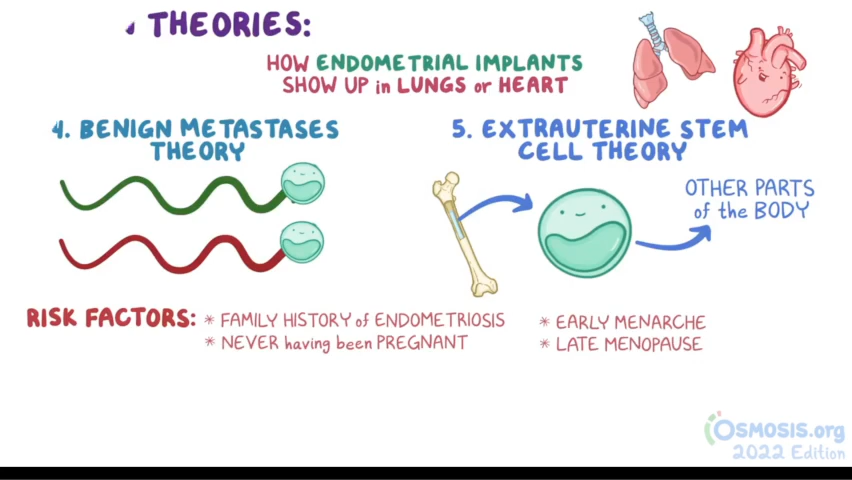 THEORIES:
HOW ENDOMETRIAL IMPLANTS
SHOW UP in LUNGS or HEART
4. BENIGN METASTASES
THEORY
5. EXTRAUTERINE STEM
CELL THEORY
OTHER PARTS
of the BODY
RISK FACTORS:
* FAMILY HISTORY of ENDOMETRIOSIS
* NEVER having been PREGNANT
* EARLY MENARCHE
* LATE MENOPAUSE
OSMOSIS.org
2022 Edition